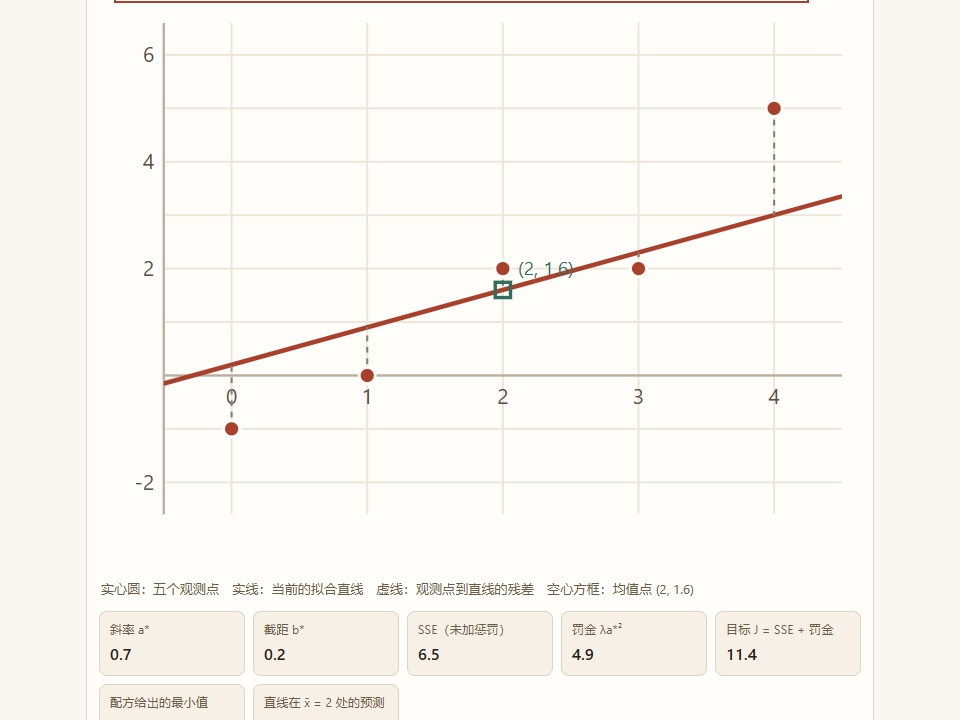 6
4
2
(2, 1.6)
0
1
2
3
4
-2
实心圆：五个观测点 实线：当前的拟合直线 虚线：观测点到直线的残差 空心方框：均值点 (2, 1.6)
斜率 a*
0.7
截距 b*
0.2
SSE（未加惩罚）
6.5
罚金 λa*²
4.9
目标 J = SSE + 罚金
11.4
配方给出的最小值
直线在 x̄ = 2 处的预测